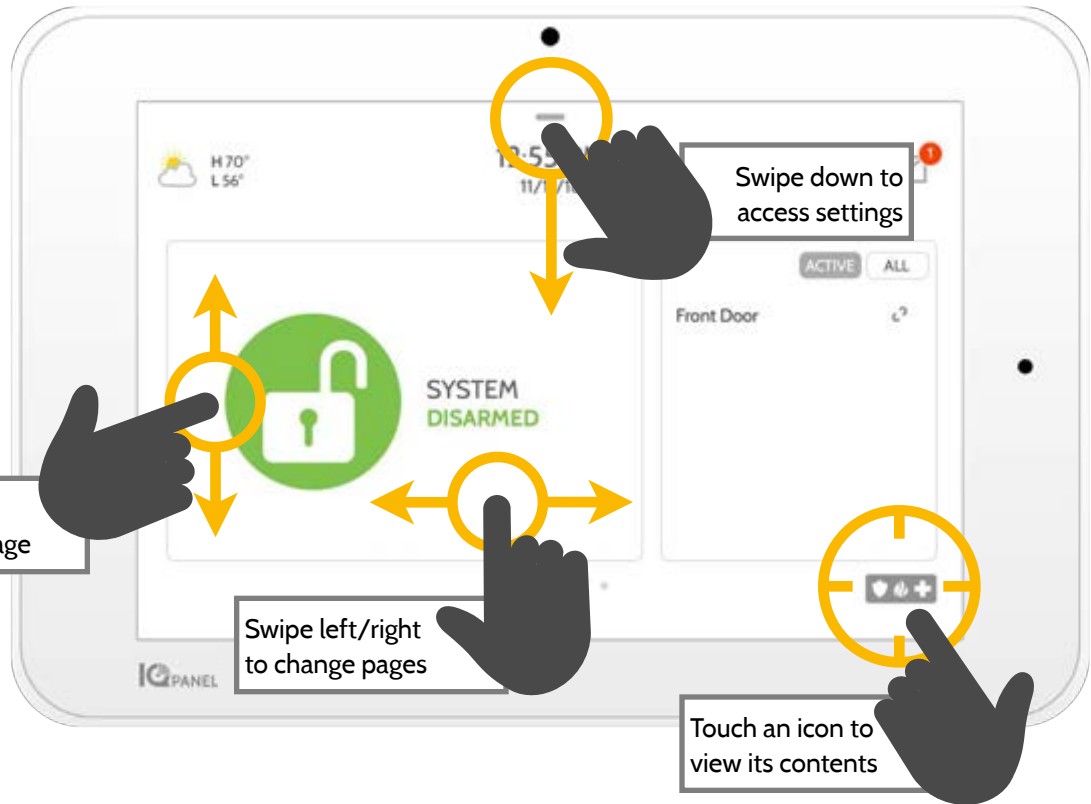 H 70°
L 56°
1
Swipe down to
access settings
ACTIVE
ALL
Front Door
SYSTEM
DISARMED
Swipe left/right
to change pages
IQ PANEL
Touch an icon to
view its contents